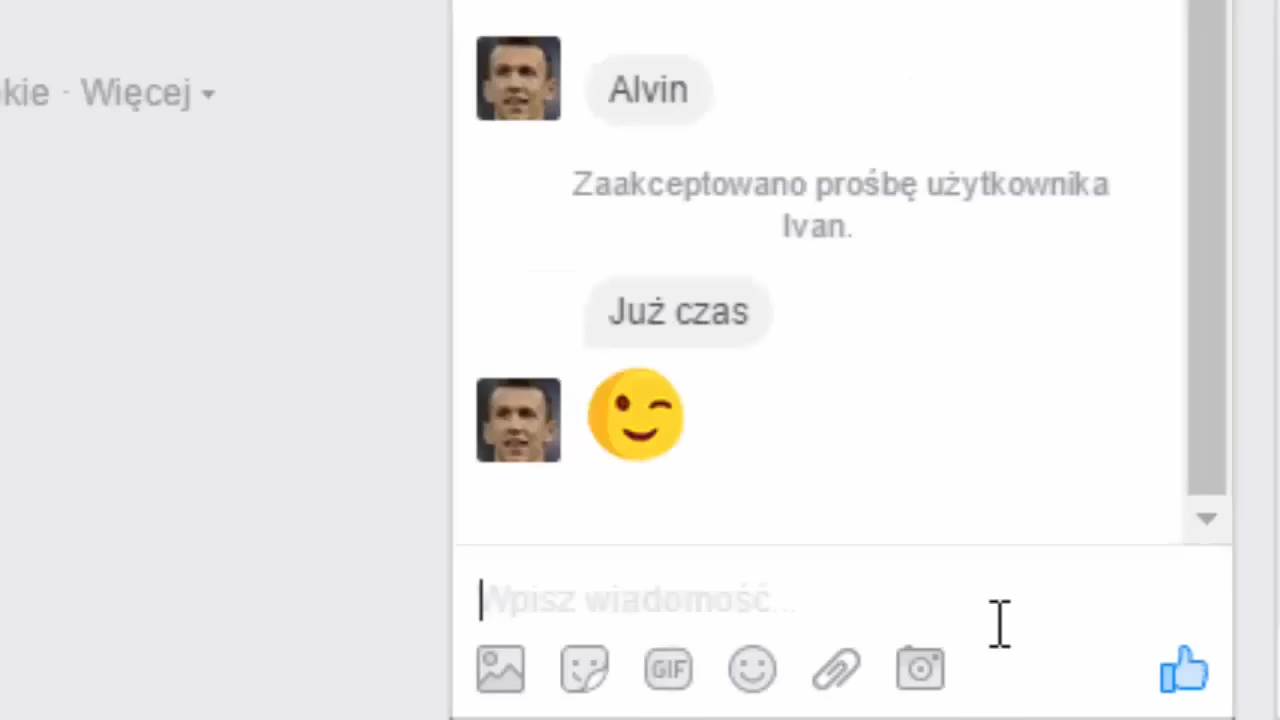 Alvin
kie · Więcej
Zaakceptowano prośbę użytkownika
Ivan.
Już czas
Wpisz wiadomość...
GIF